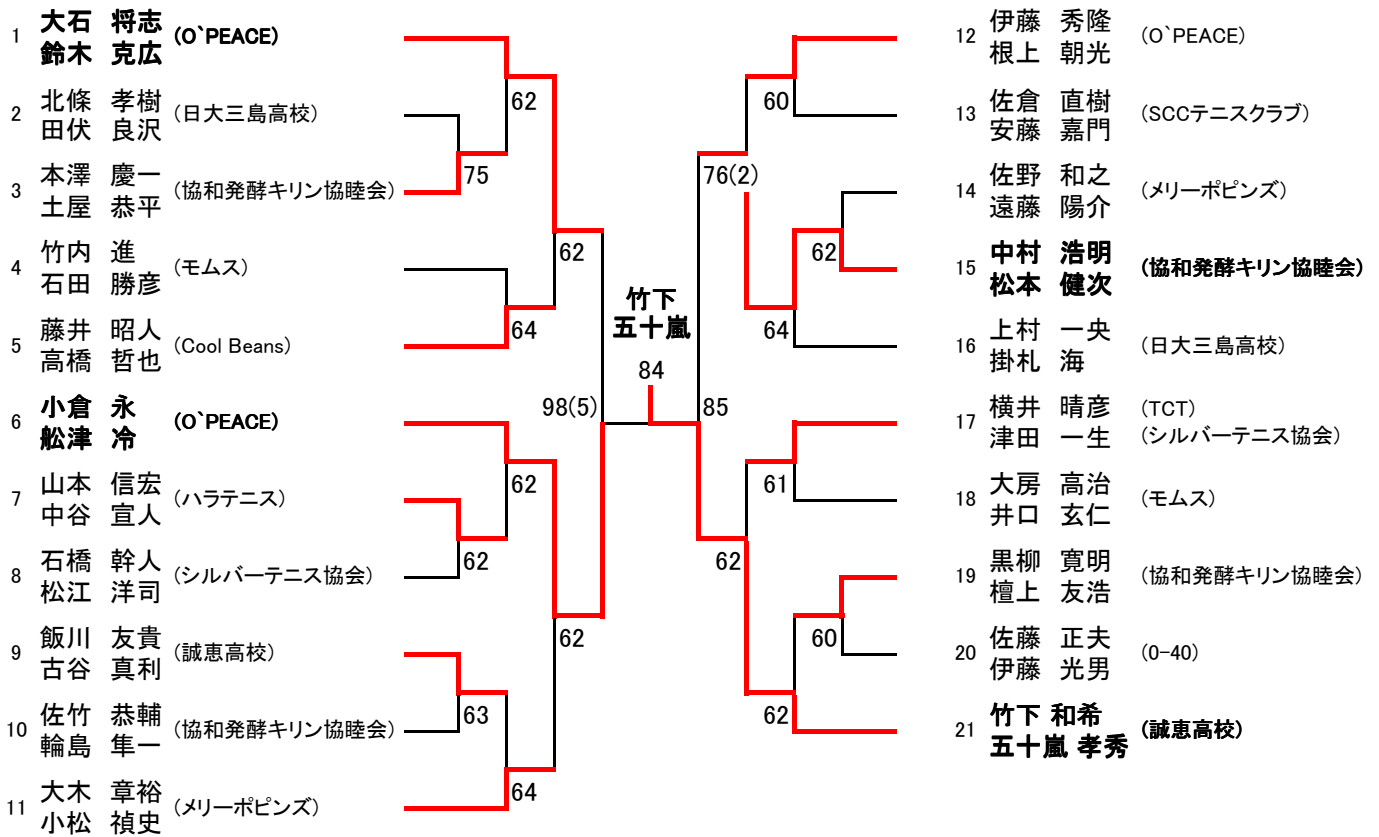 1 大石 将志 (O`PEACE)
鈴木 克広
2 北條 孝樹 (日大三島高校)
田伏 良沢
3 本澤 慶一 (協和発酵キリン協睦会)
土屋 恭平
4 竹内 進 (モムス)
石田 勝彦
5 藤井 昭人 (Cool Beans)
高橋 哲也
6 小倉 永 (O`PEACE)
舩津 冷
7 山本 信宏 (ハラテニス)
中谷 宣人
8 石橋 幹人 (シルバーテニス協会)
松江 洋司
9 飯川 友貴 (誠恵高校)
古谷 真利
10 佐竹 恭輔 (協和発酵キリン協睦会)
輪島 隼一
11 大木 章裕 (メリーポピンズ)
小松 禎史
62
75
62
64
98(5)
62
62
62
63
64
竹下
五十嵐
84
85
60
76(2)
62
64
61
62
60
62
12 伊藤 秀隆 (O`PEACE)
根上 朝光
13 佐倉 直樹 (SCCテニスクラブ)
安藤 嘉門
14 佐野 和之 (メリーポピンズ)
遠藤 陽介
15 中村 浩明 (協和発酵キリン協睦会)
松本 健次
16 上村 一央 (日大三島高校)
掛札 海
17 横井 晴彦 (TCT)
津田 一生 (シルバーテニス協会)
18 大房 高治 (モムス)
井口 玄仁
19 黒柳 寛明 (協和発酵キリン協睦会)
檀上 友浩
20 佐藤 正夫 (0-40)
伊藤 光男
21 竹下 和希 (誠恵高校)
五十嵐 孝秀